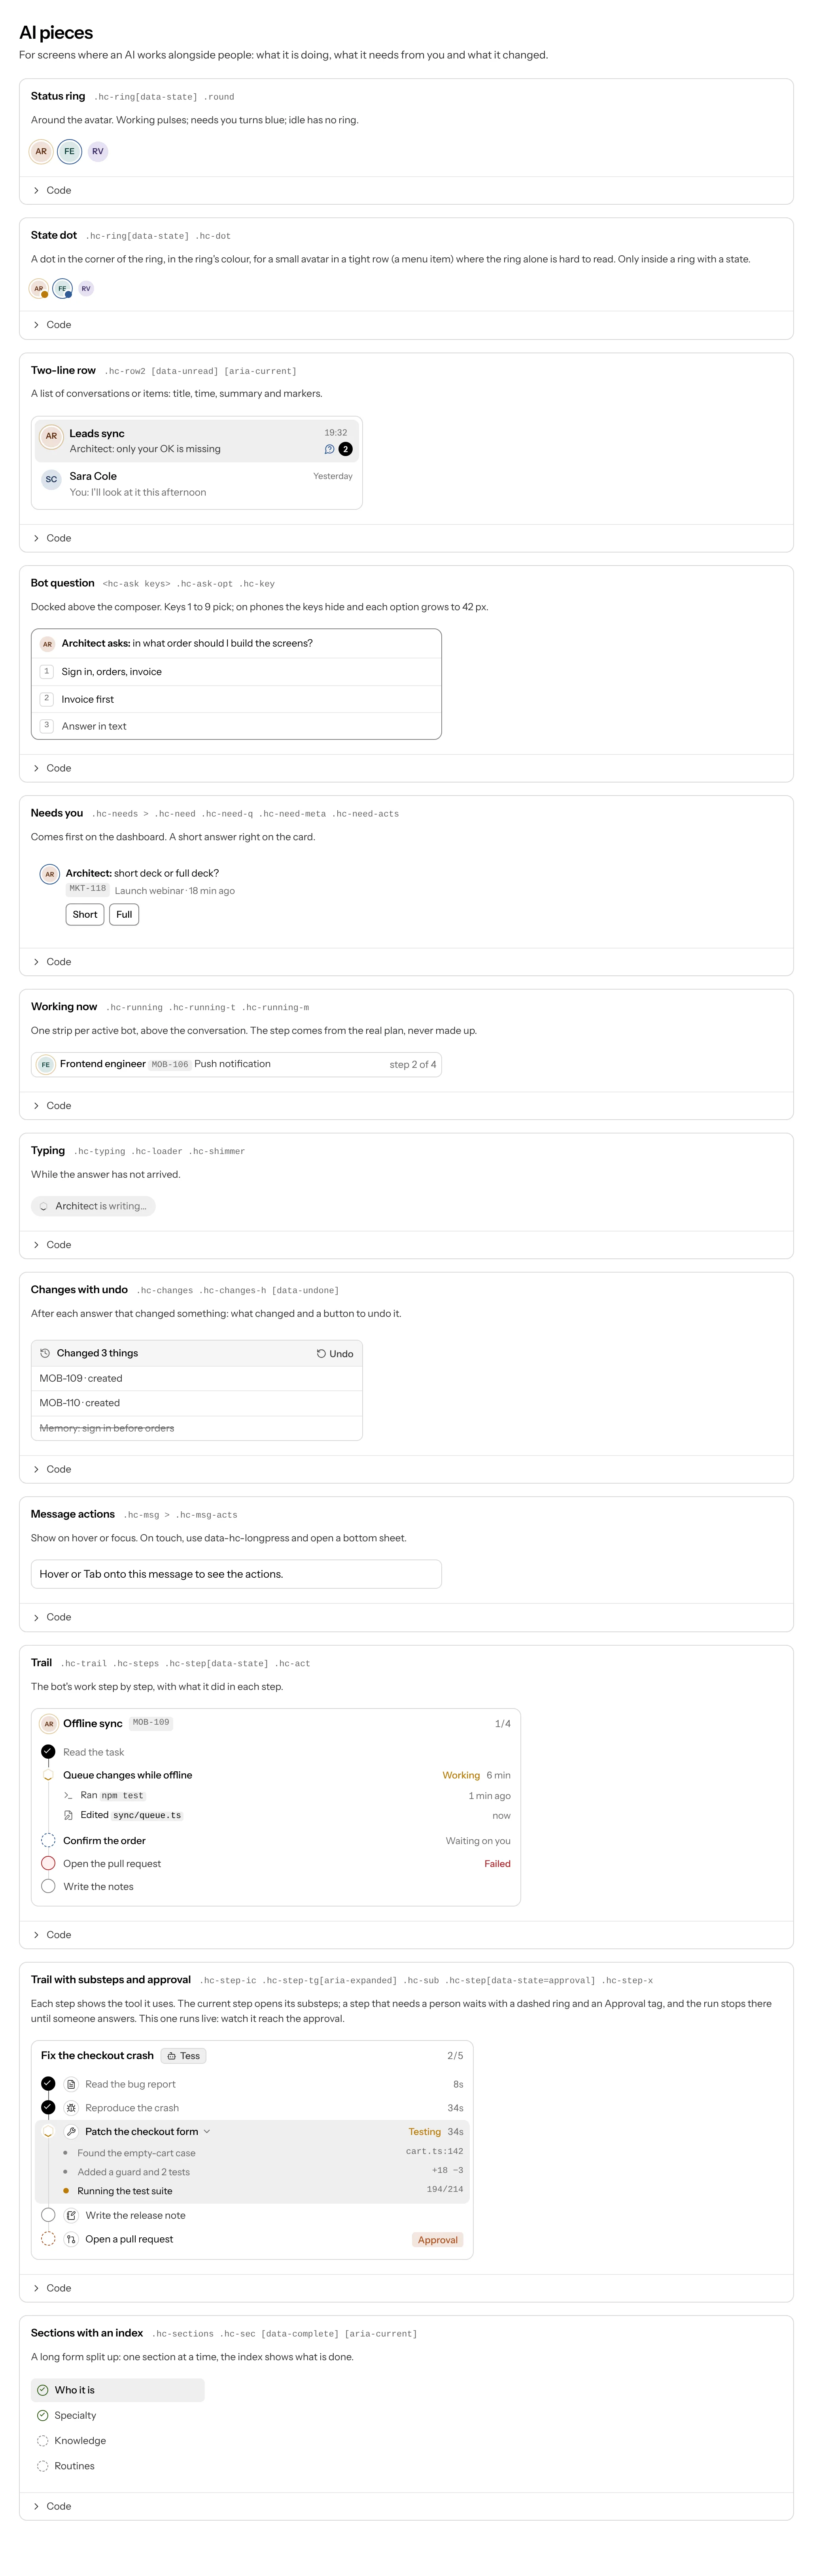 AI pieces
For screens where an AI works alongside people: what it is doing, what it needs from you and what it changed.
Status ring .hc-ring[data-state] .round
Around the avatar. Working pulses; needs you turns blue; idle has no ring.
AR FE RV
Code
State dot .hc-ring[data-state] .hc-dot
A dot in the corner of the ring, in the ring's colour, for a small avatar in a tight row (a menu item) where the ring alone is hard to read. Only inside a ring with a state.
AR FE RV
Code
Two-line row .hc-row2 [data-unread] [aria-current]
A list of conversations or items: title, time, summary and markers.
AR Leads sync 19:32
Architect: only your OK is missing 2
SC Sara Cole Yesterday
You: I'll look at it this afternoon
Code
Bot question <hc-ask keys> .hc-ask-opt .hc-key
Docked above the composer. Keys 1 to 9 pick; on phones the keys hide and each option grows to 42 px.
AR Architect asks: in what order should I build the screens?
1 Sign in, orders, invoice
2 Invoice first
3 Answer in text
Code
Needs you .hc-needs > .hc-need .hc-need-q .hc-need-meta .hc-need-acts
Comes first on the dashboard. A short answer right on the card.
AR Architect: short deck or full deck?
MKT-118 Launch webinar · 18 min ago
Short Full
Code
Working now .hc-running .hc-running-t .hc-running-m
One strip per active bot, above the conversation. The step comes from the real plan, never made up.
FE Frontend engineer MOB-106 Push notification step 2 of 4
Code
Typing .hc-typing .hc-loader .hc-shimmer
While the answer has not arrived.
Architect is writing...
Code
Changes with undo .hc-changes .hc-changes-h [data-undone]
After each answer that changed something: what changed and a button to undo it.
Changed 3 things Undo
MOB-109 · created
MOB-110 · created
Memory: sign in before orders
Code
Message actions .hc-msg > .hc-msg-acts
Show on hover or focus. On touch, use data-hc-longpress and open a bottom sheet.
Hover or Tab onto this message to see the actions.
Code
Trail .hc-trail .hc-steps .hc-step[data-state] .hc-act
The bot's work step by step, with what it did in each step.
AR Offline sync MOB-109 1/4
Read the task
Queue changes while offline Working 6 min
Ran npm test 1 min ago
Edited sync/queue.ts now
Confirm the order Waiting on you
Open the pull request Failed
Write the notes
Code
Trail with substeps and approval .hc-step-ic .hc-step-tg[aria-expanded] .hc-sub .hc-step[data-state=approval] .hc-step-x
Each step shows the tool it uses. The current step opens its substeps; a step that needs a person waits with a dashed ring and an Approval tag, and the run stops there
until someone answers. This one runs live: watch it reach the approval.
Fix the checkout crash Tess 2/5
Read the bug report 8s
Reproduce the crash 34s
Patch the checkout form Testing 34s
Found the empty-cart case cart.ts:142
Added a guard and 2 tests +18 −3
Running the test suite 194/214
Write the release note
Open a pull request Approval
Code
Sections with an index .hc-sections .hc-sec [data-complete] [aria-current]
A long form split up: one section at a time, the index shows what is done.
Who it is
Specialty
Knowledge
Routines
Code